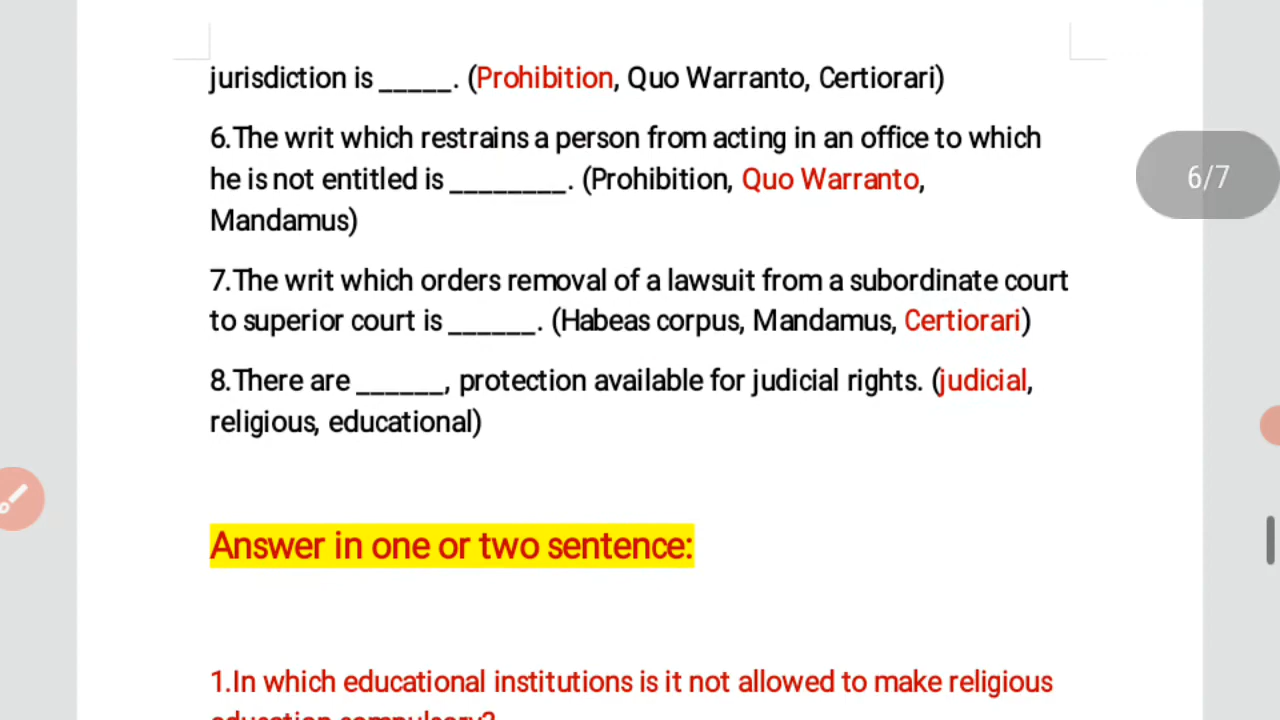 jurisdiction is _____. (Prohibition, Quo Warranto, Certiorari)
6.The writ which restrains a person from acting in an office to which
he is not entitled is ________. (Prohibition, Quo Warranto,
Mandamus)
6/7
7.The writ which orders removal of a lawsuit from a subordinate court
to superior court is ______. (Habeas corpus, Mandamus, Certiorari)
8.There are ______, protection available for judicial rights. (judicial,
religious, educational)
Answer in one or two sentence:
1.In which educational institutions is it not allowed to make religious
education compulsory?